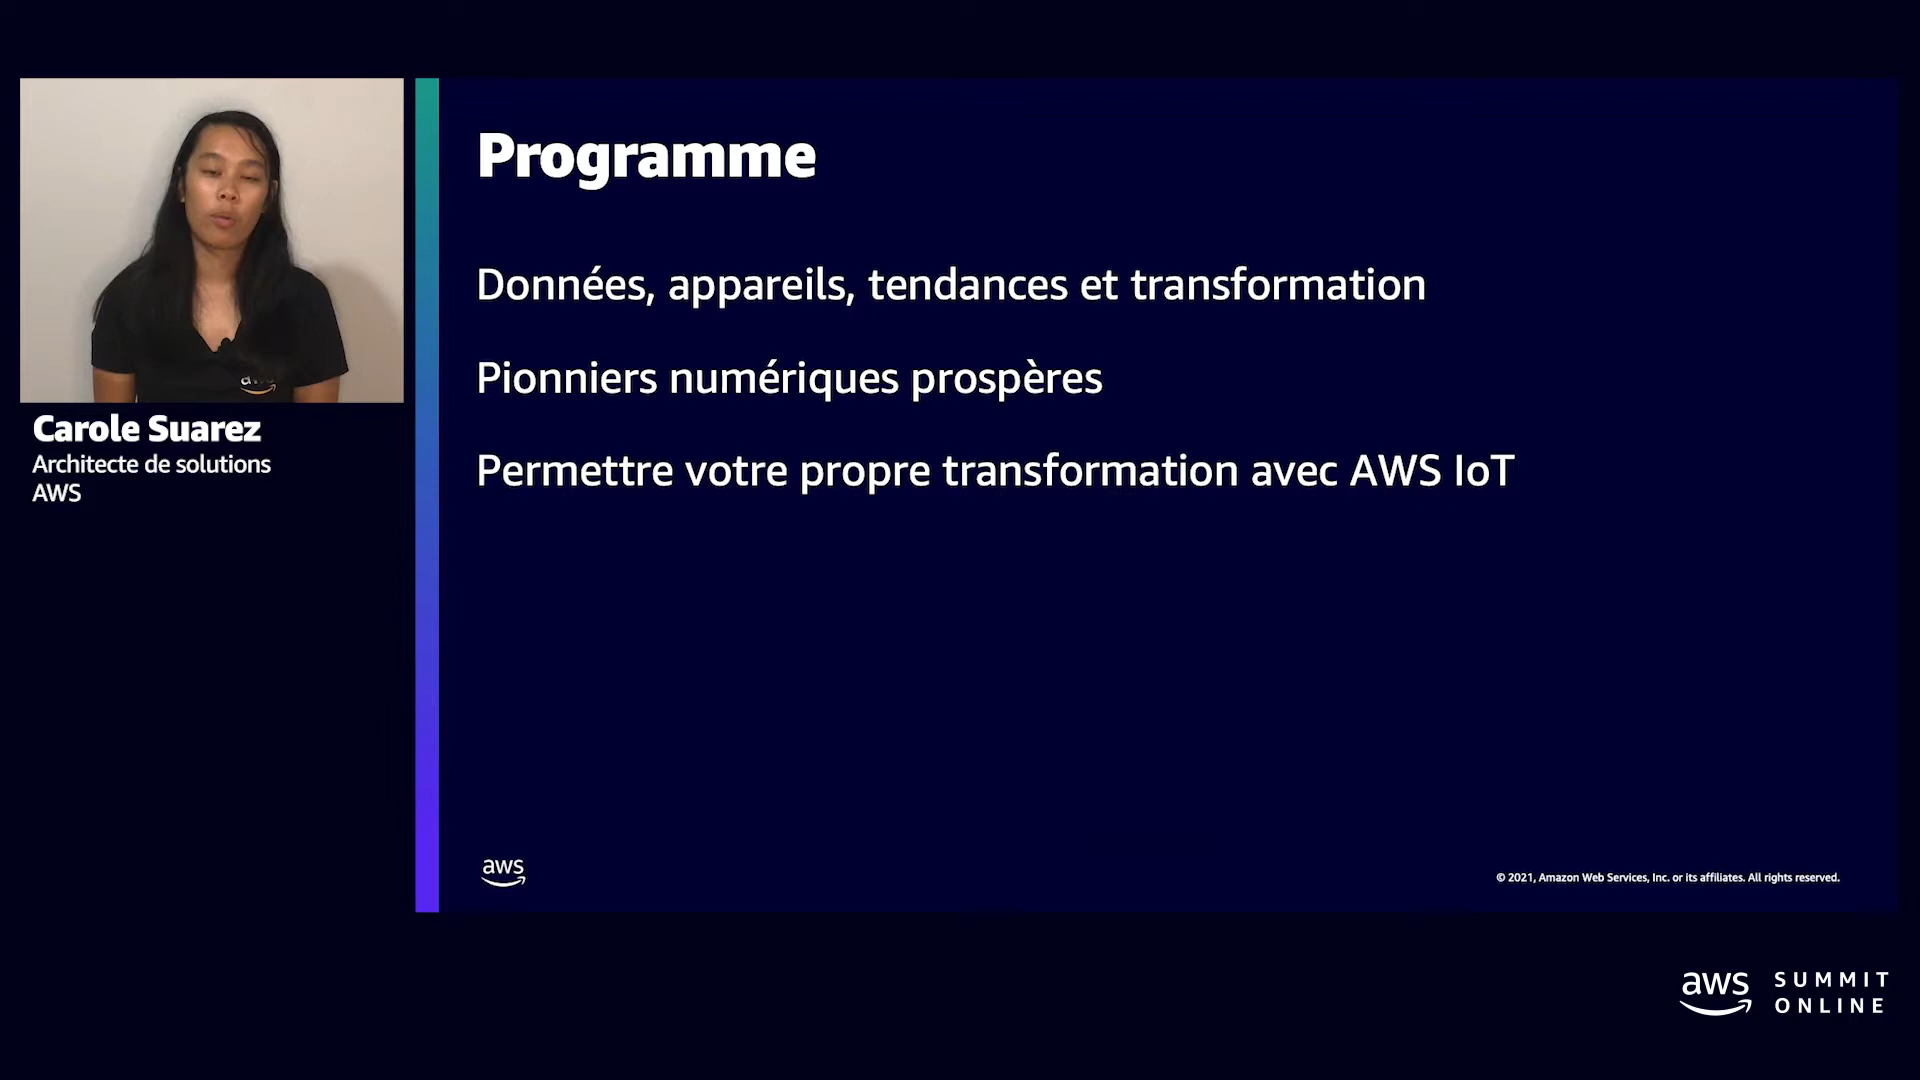 Programme
Données, appareils, tendances et transformation
Pionniers numériques prospères
Permettre votre propre transformation avec AWS IoT
Carole Suarez
Architecte de solutions
AWS
aws
aws
© 2021, Amazon Web Services, Inc. or its affiliates. All rights reserved.
aws SUMMIT
ONLINE